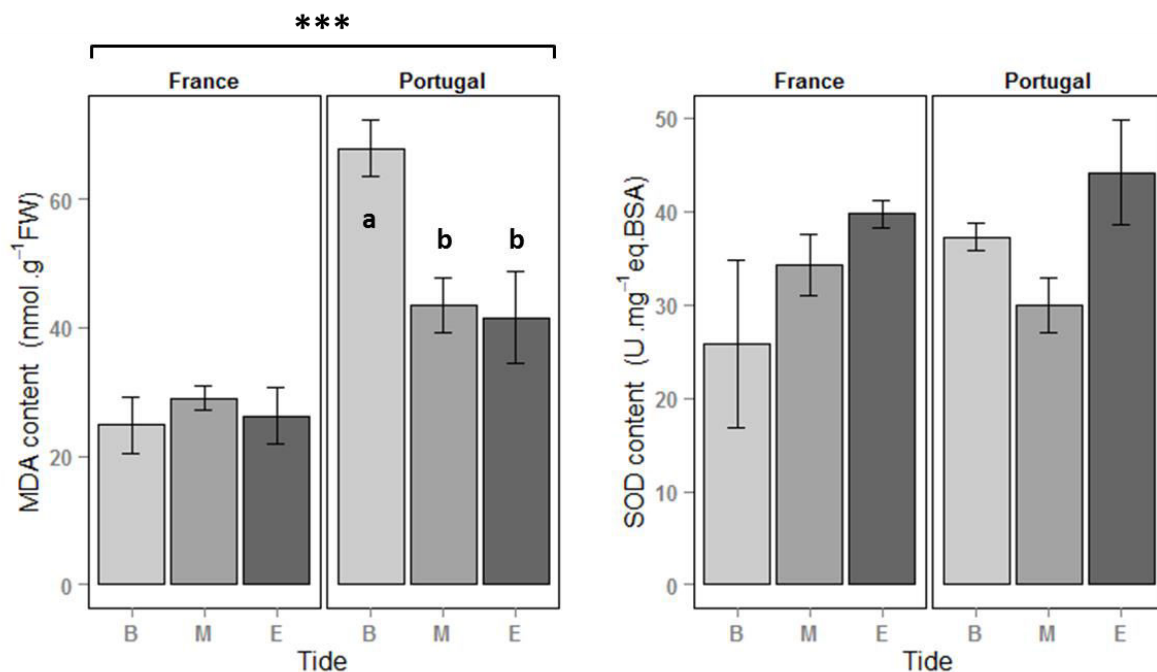 ***
France Portugal
MDA content (nmol.g⁻¹FW)
60
40
20
0
a
b
b
B M E B M E
Tide
France Portugal
SOD content (U.mg⁻¹eq.BSA)
50
40
30
20
10
0
B M E B M E
Tide